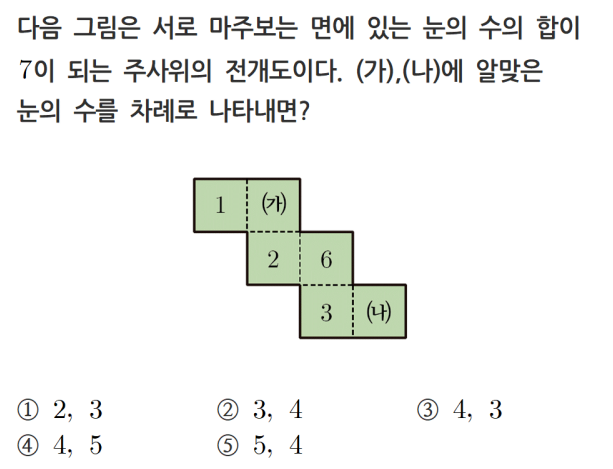 다음 그림은 서로 마주보는 면에 있는 눈의 수의 합이
7이 되는 주사위의 전개도이다. (가),(나)에 알맞은
눈의 수를 차례로 나타내면?
1 (가)
2 6
3 (나)
① 2, 3 ② 3, 4 ③ 4, 3
④ 4, 5 ⑤ 5, 4